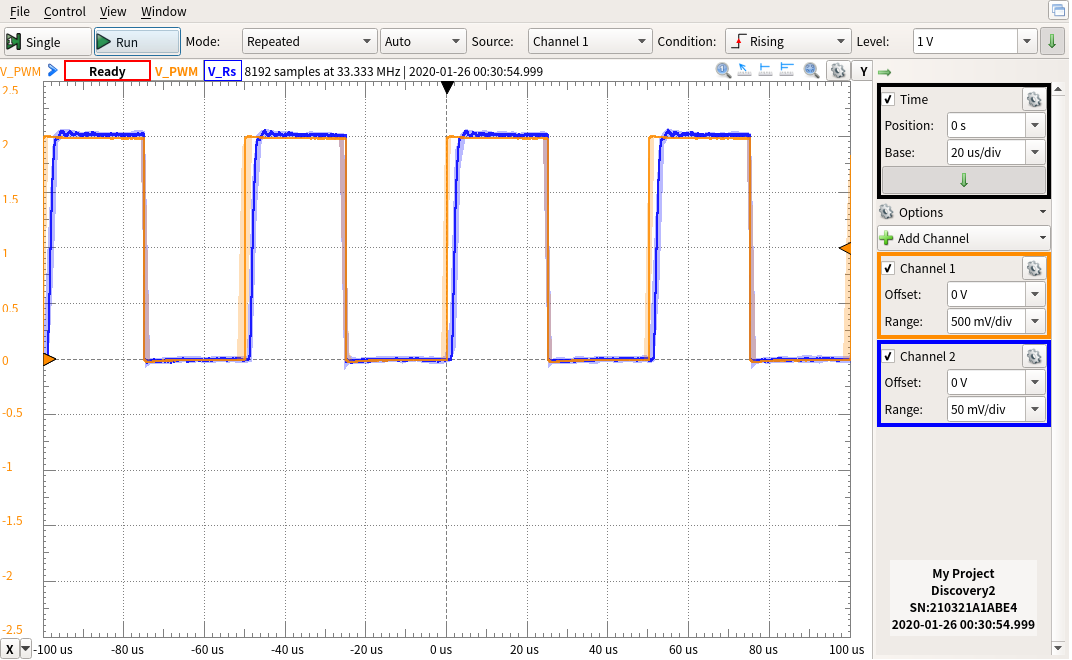 File Control View Window
Single Run Mode: Repeated Auto Source: Channel 1 Condition: Rising Level: 1 V
V_PWM Ready V_PWM V_Rs 8192 samples at 33.333 MHz | 2020-01-26 00:30:54.999 Y
2.5
2
1.5
1
0.5
0
-0.5
-1
-1.5
-2
-2.5
X -100 us -80 us -60 us -40 us -20 us 0 us 20 us 40 us 60 us 80 us 100 us
Time
Position: 0 s
Base: 20 us/div
Options
Add Channel
Channel 1
Offset: 0 V
Range: 500 mV/div
Channel 2
Offset: 0 V
Range: 50 mV/div
My Project
Discovery2
SN:210321A1ABE4
2020-01-26 00:30:54.999